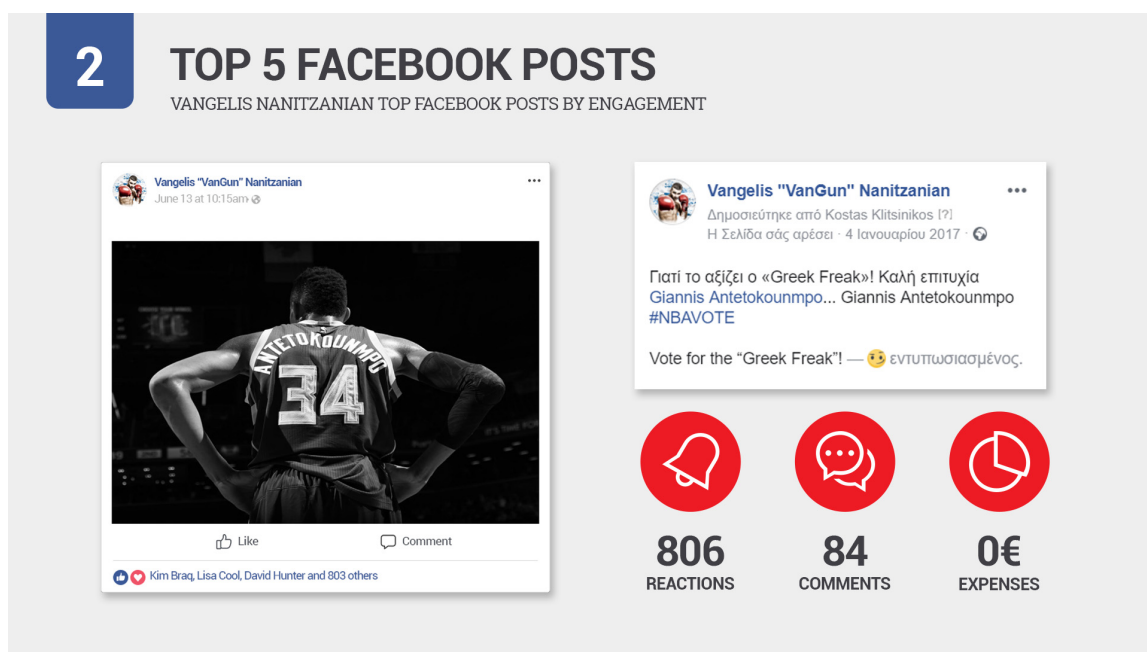 2
TOP 5 FACEBOOK POSTS
VANGELIS NANITZANIAN TOP FACEBOOK POSTS BY ENGAGEMENT
Vangelis "VanGun" Nanitzanian
June 13 at 10:15am
ANTETOKOUNMPO
34
Like
Comment
Kim Braq, Lisa Cool, David Hunter and 803 others
Vangelis "VanGun" Nanitzanian
Δημοσιεύτηκε από Kostas Klitsinikos [?]
Η Σελίδα σάς αρέσει · 4 Ιανουαρίου 2017 ·
Γιατί το αξίζει ο «Greek Freak»! Καλή επιτυχία
Giannis Antetokounmpo... Giannis Antetokounmpo
#NBAVOTE
Vote for the “Greek Freak”! — εντυπωσιασμένος.
806
REACTIONS
84
COMMENTS
0€
EXPENSES